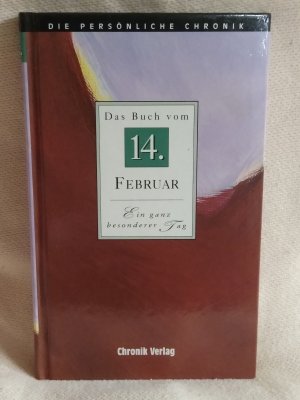 DIE PERSÖNLICHE CHRONIK
Das Buch vom
14.
FEBRUAR
Ein ganz
besonderer Tag
Chronik Verlag